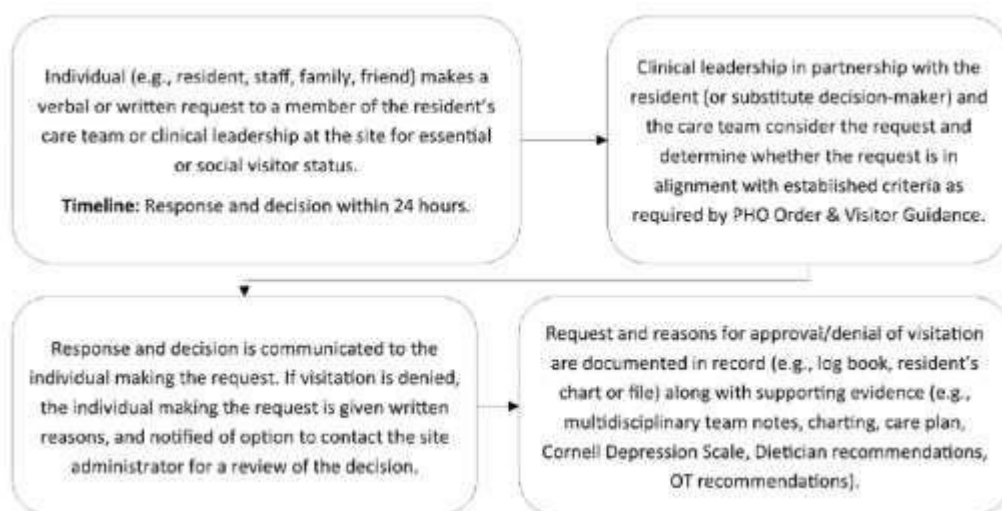 Individual (e.g., resident, staff, family, friend) makes a
verbal or written request to a member of the resident's
care team or clinical leadership at the site for essential
or social visitor status.
Timeline: Response and decision within 24 hours.
Clinical leadership in partnership with the
resident (or substitute decision-maker) and
the care team consider the request and
determine whether the request is in
alignment with established criteria as
required by PHO Order & Visitor Guidance.
Response and decision is communicated to the
individual making the request. If visitation is denied,
the individual making the request is given written
reasons, and notified of option to contact the site
administrator for a review of the decision.
Request and reasons for approval/denial of visitation
are documented in record (e.g., log book, resident's
chart or file) along with supporting evidence (e.g.,
multidisciplinary team notes, charting, care plan,
Cornell Depression Scale, Dietician recommendations,
OT recommendations).